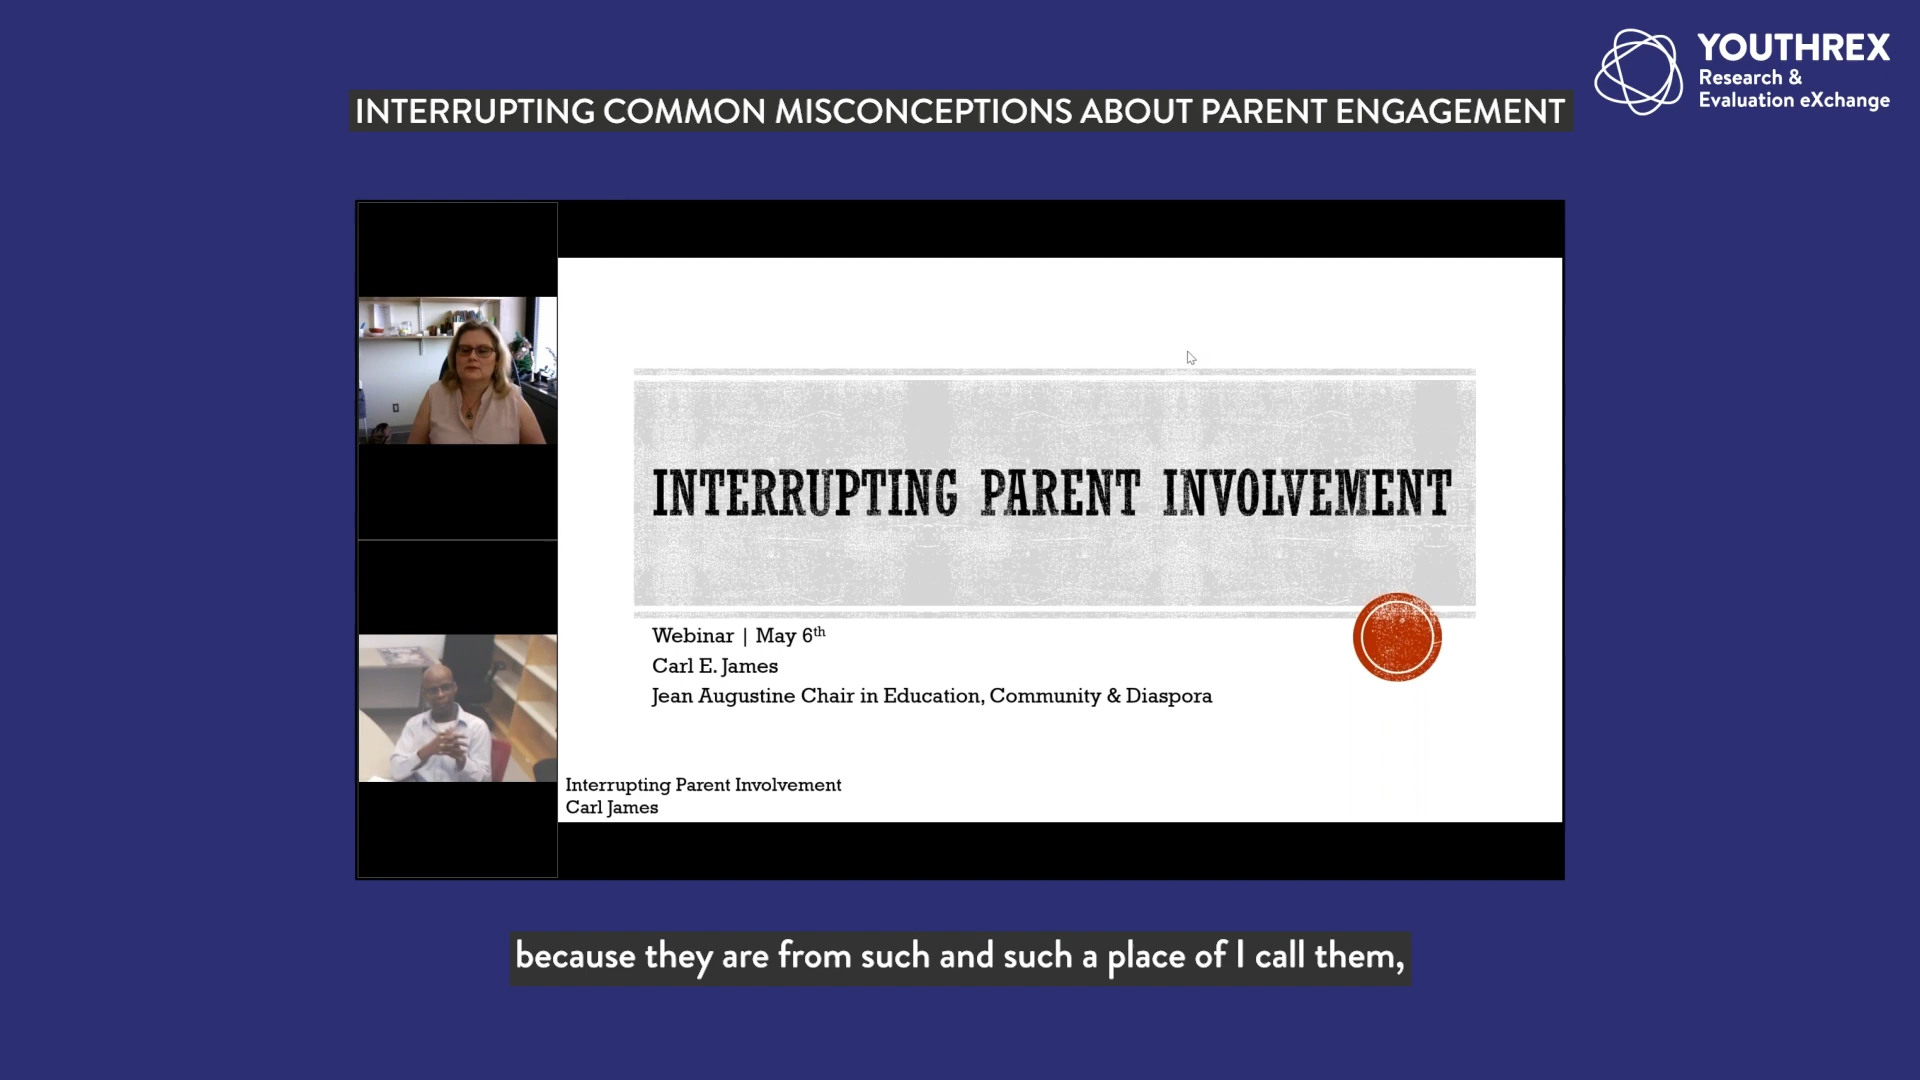 YOUTHREX
Research &
Evaluation eXchange
INTERRUPTING COMMON MISCONCEPTIONS ABOUT PARENT ENGAGEMENT
INTERRUPTING PARENT INVOLVEMENT
Webinar | May 6th
Carl E. James
Jean Augustine Chair in Education, Community & Diaspora
Interrupting Parent Involvement
Carl James
because they are from such and such a place of I call them,